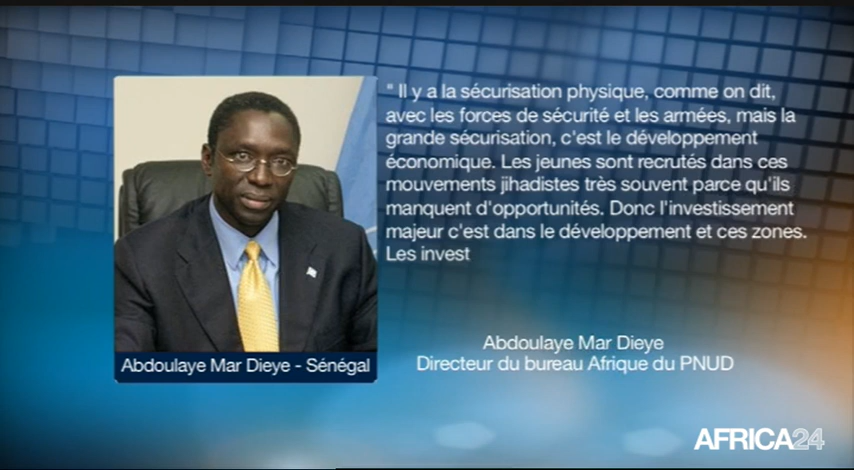 " Il y a la sécurisation physique, comme on dit,
avec les forces de sécurité et les armées, mais la
grande sécurisation, c'est le développement
économique. Les jeunes sont recrutés dans ces
mouvements jihadistes très souvent parce qu'ils
manquent d'opportunités. Donc l'investissement
majeur c'est dans le développement et ces zones.
Les invest
Abdoulaye Mar Dieye
Directeur du bureau Afrique du PNUD
Abdoulaye Mar Dieye - Sénégal
AFRICA24